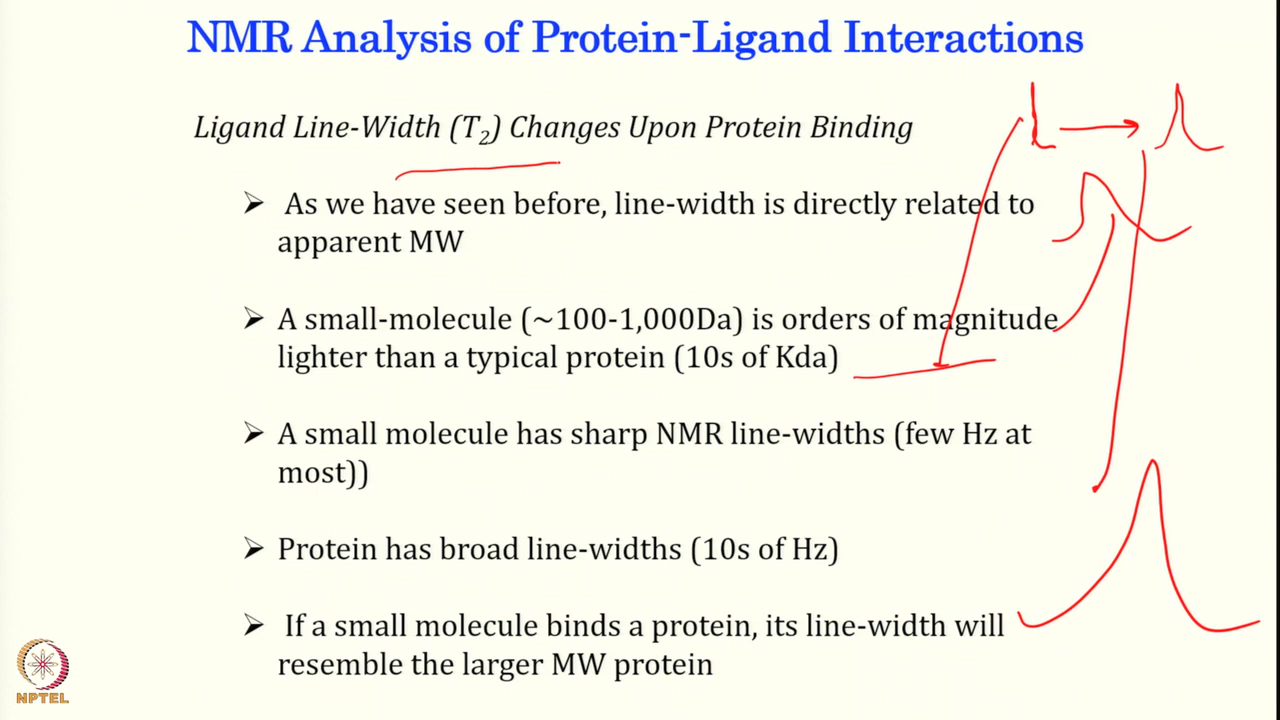 NMR Analysis of Protein-Ligand Interactions
Ligand Line-Width (T₂) Changes Upon Protein Binding
➢ As we have seen before, line-width is directly related to
apparent MW
➢ A small-molecule (~100-1,000Da) is orders of magnitude
lighter than a typical protein (10s of Kda)
➢ A small molecule has sharp NMR line-widths (few Hz at
most))
➢ Protein has broad line-widths (10s of Hz)
➢ If a small molecule binds a protein, its line-width will
resemble the larger MW protein
NPTEL